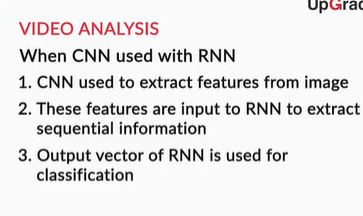 UpGrad
VIDEO ANALYSIS
When CNN used with RNN
1. CNN used to extract features from image
2. These features are input to RNN to extract
sequential information
3. Output vector of RNN is used for
classification